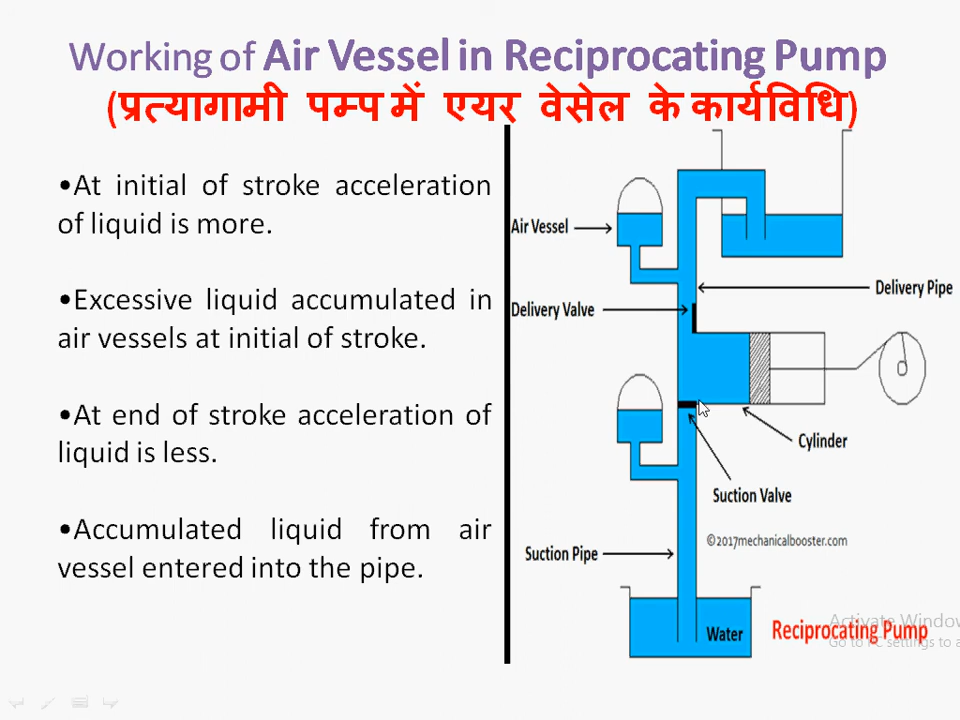 Working of Air Vessel in Reciprocating Pump
(प्रत्यागामी पम्प में एयर वेसेल के कार्यविधि)
•At initial of stroke acceleration
of liquid is more.
•Excessive liquid accumulated in
air vessels at initial of stroke.
•At end of stroke acceleration of
liquid is less.
•Accumulated liquid from air
vessel entered into the pipe.
Air Vessel
Delivery Pipe
Delivery Valve
Cylinder
Suction Valve
©2017mechanicalbooster.com
Suction Pipe
Water
Reciprocating Pump
Activate Window
Go to PC settings to a